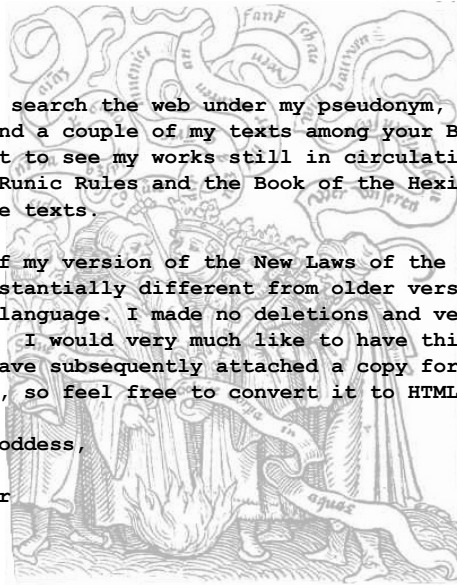 search the web under my pseudonym,
nd a couple of my texts among your B
t to see my works still in circulati
Runic Rules and the Book of the Hexi
e texts.
f my version of the New Laws of the
stantially different from older vers
language. I made no deletions and ve
I would very much like to have thi
ave subsequently attached a copy for
, so feel free to convert it to HTML
oddess,
r
aquas